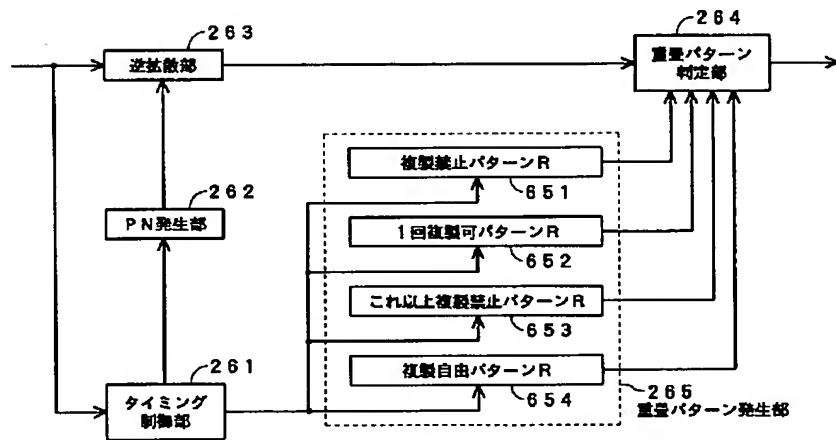 263
逆拡散部
264
重畳パターン
判定部
複製禁止パターンR
651
262
PN発生部
1回複製可パターンR
652
これ以上複製禁止パターンR
653
261
タイミング
制御部
複製自由パターンR
654
265
重畳パターン発生部